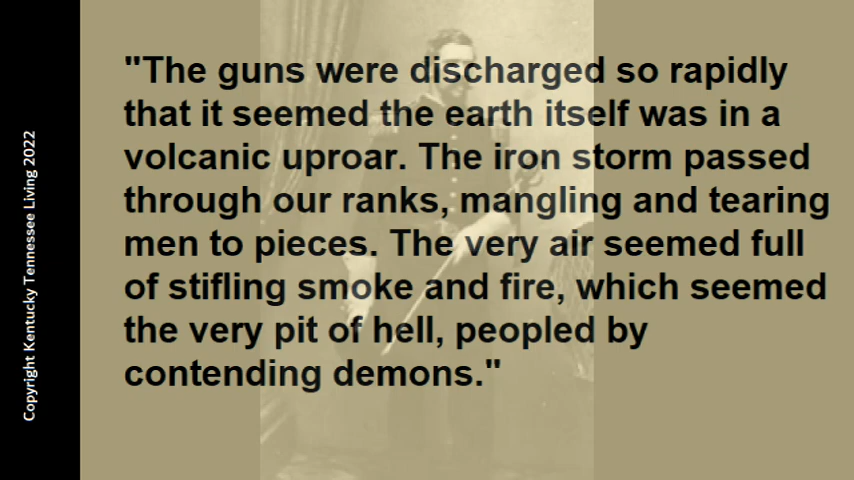 "The guns were discharged so rapidly
that it seemed the earth itself was in a
volcanic uproar. The iron storm passed
through our ranks, mangling and tearing
men to pieces. The very air seemed full
of stifling smoke and fire, which seemed
the very pit of hell, peopled by
contending demons."
Copyright Kentucky Tennessee Living 2022